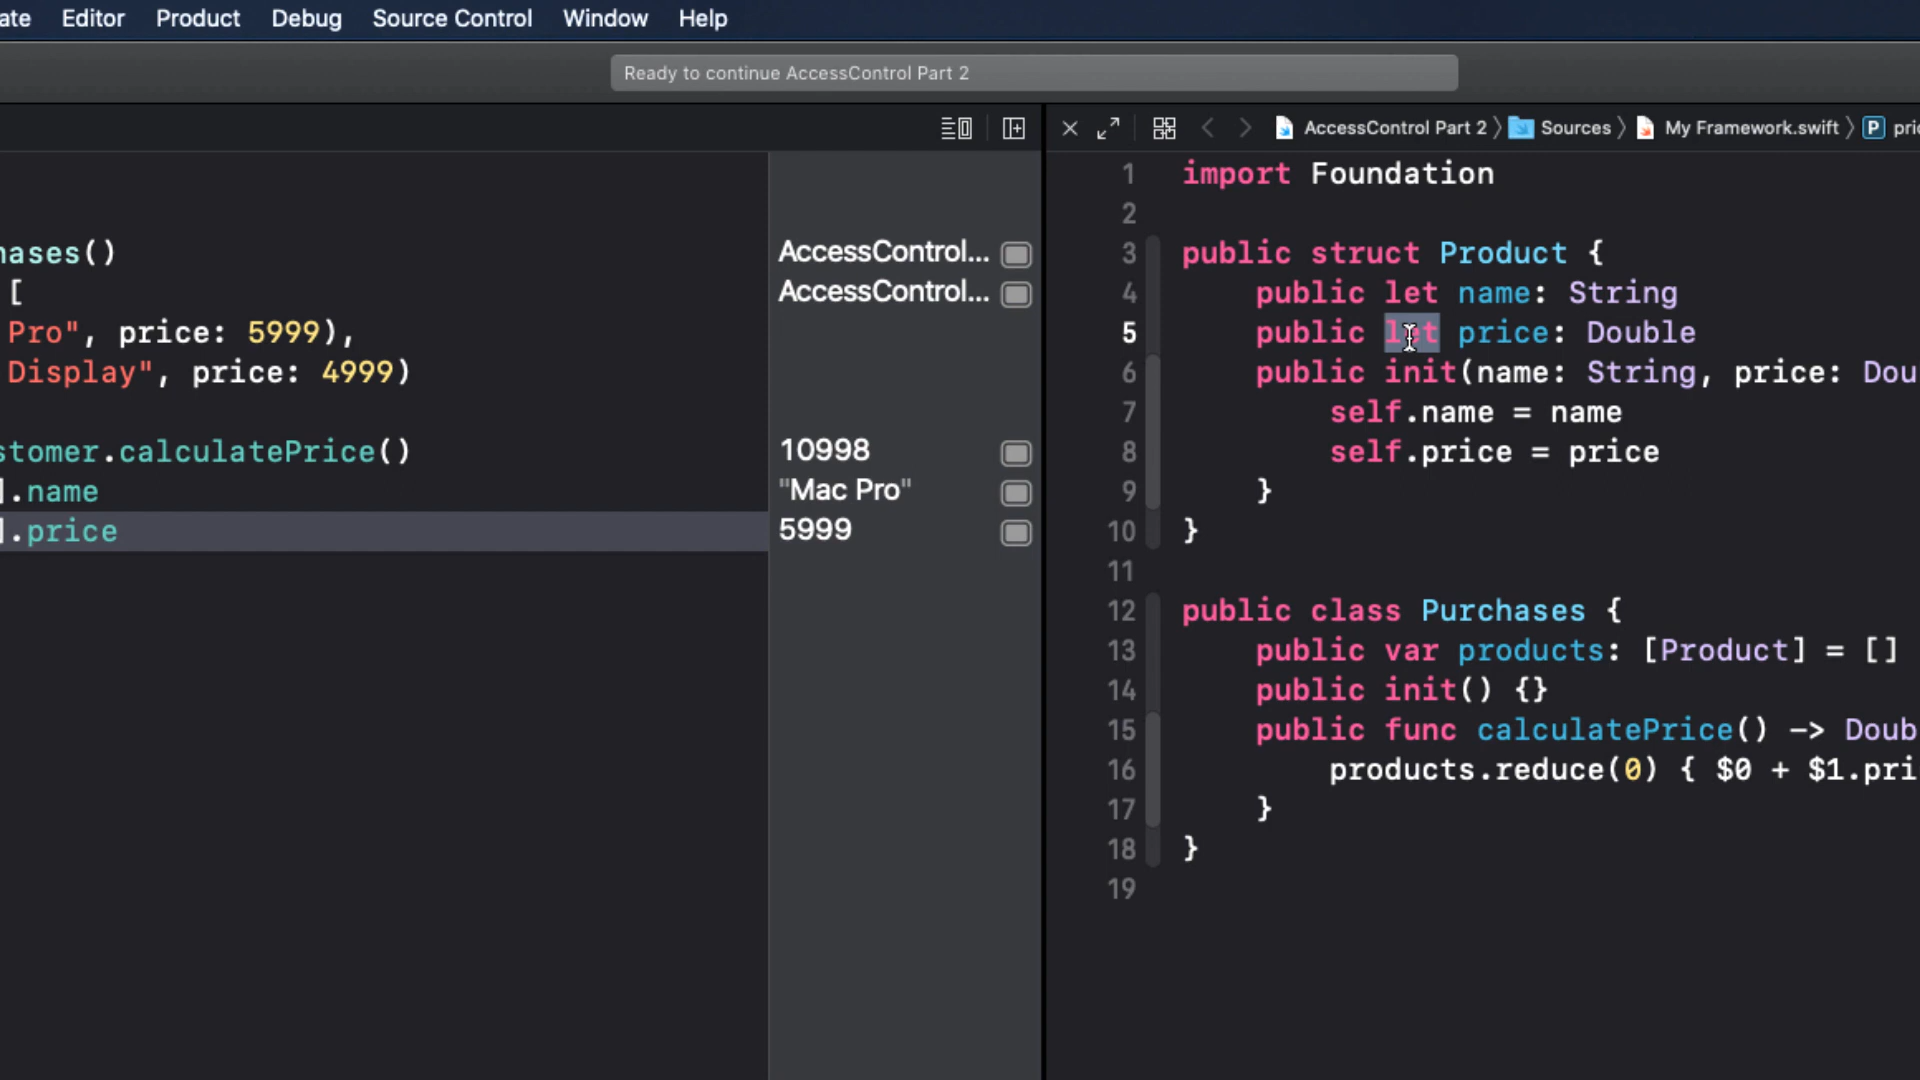 ate Editor Product Debug Source Control Window Help
Ready to continue AccessControl Part 2
AccessControl Part 2 Sources My Framework.swift P pric
hases()
[
Pro", price: 5999),
Display", price: 4999)
stomer.calculatePrice()
].name
].price
AccessControl...
AccessControl...
10998
"Mac Pro"
5999
1 import Foundation
2
3 public struct Product {
4 public let name: String
5 public let price: Double
6 public init(name: String, price: Dou
7 self.name = name
8 self.price = price
9 }
10 }
11
12 public class Purchases {
13 public var products: [Product] = []
14 public init() {}
15 public func calculatePrice() -> Doub
16 products.reduce(0) { $0 + $1.pri
17 }
18 }
19